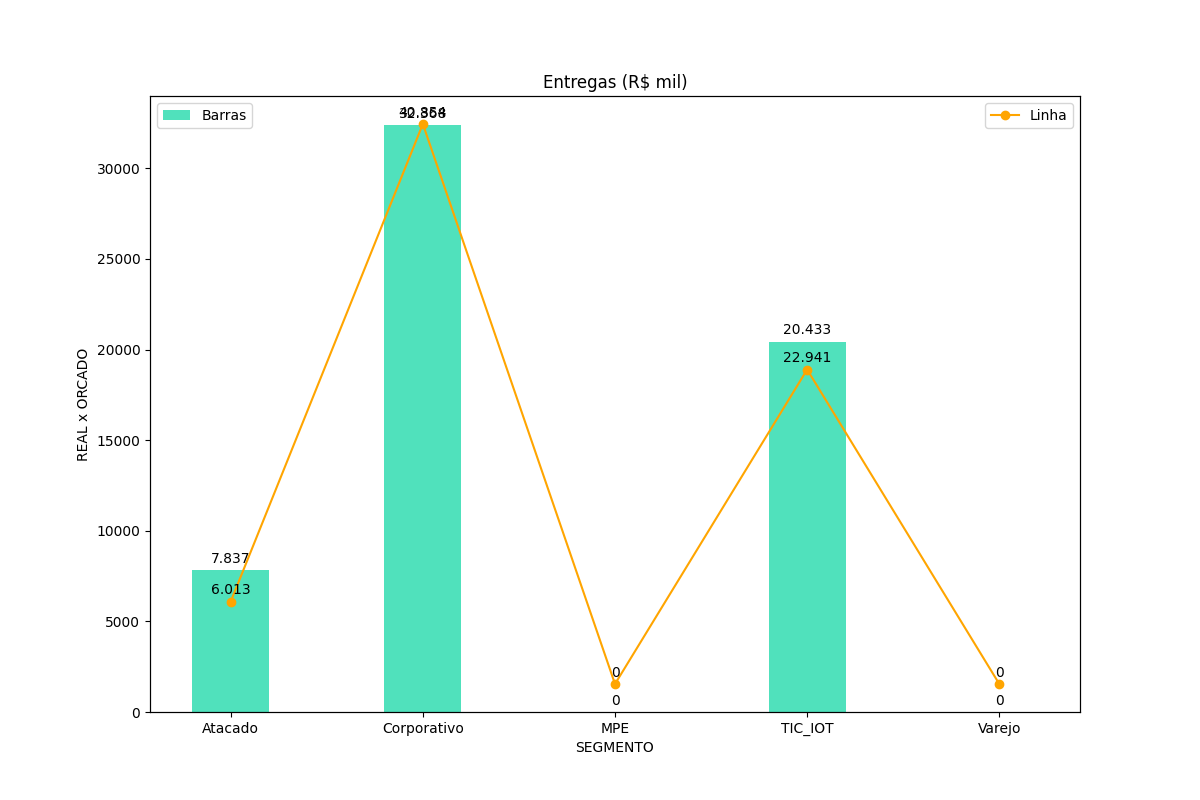 Entregas (R$ mil)
Barras
Linha
30000
25000
20000
15000
10000
5000
0
REAL x ORCADO
7.837
6.013
0
0
20.433
22.941
0
0
Atacado
Corporativo
MPE
TIC_IOT
Varejo
SEGMENTO